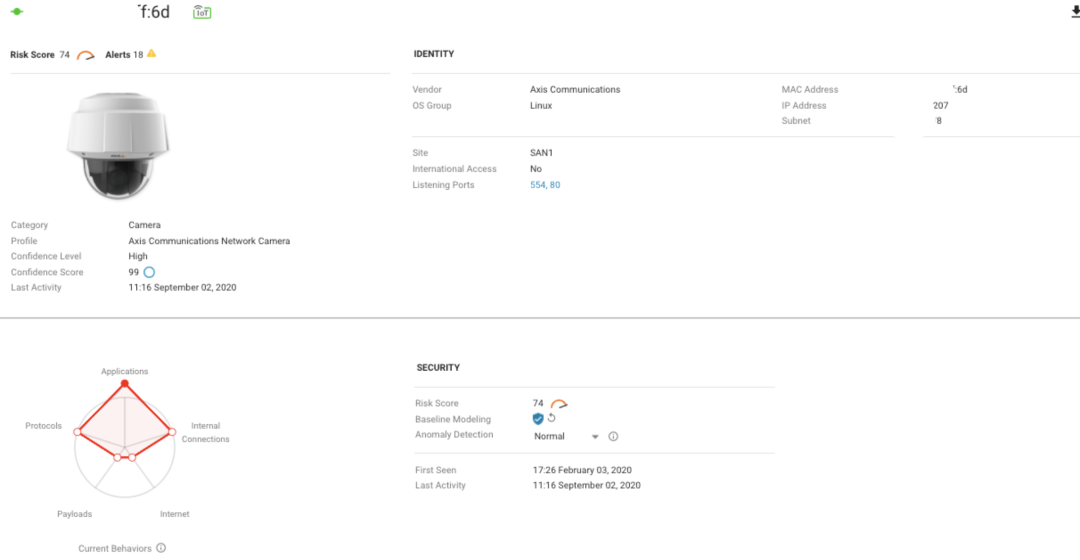 f:6d
IoT
Risk Score 74 Alerts 18
IDENTITY
Vendor Axis Communications MAC Address :6d
OS Group Linux IP Address 207
Subnet 8
Site SAN1
International Access No
Listening Ports 554, 80
Category Camera
Profile Axis Communications Network Camera
Confidence Level High
Confidence Score 99
Last Activity 11:16 September 02, 2020
Applications
Protocols
Internal
Connections
Payloads
Internet
Current Behaviors
SECURITY
Risk Score 74
Baseline Modeling
Anomaly Detection Normal
First Seen 17:26 February 03, 2020
Last Activity 11:16 September 02, 2020